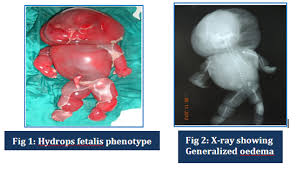 Fig 1: Hydrops fetalis phenotype
Fig 2: X-ray showing
Generalized oedema